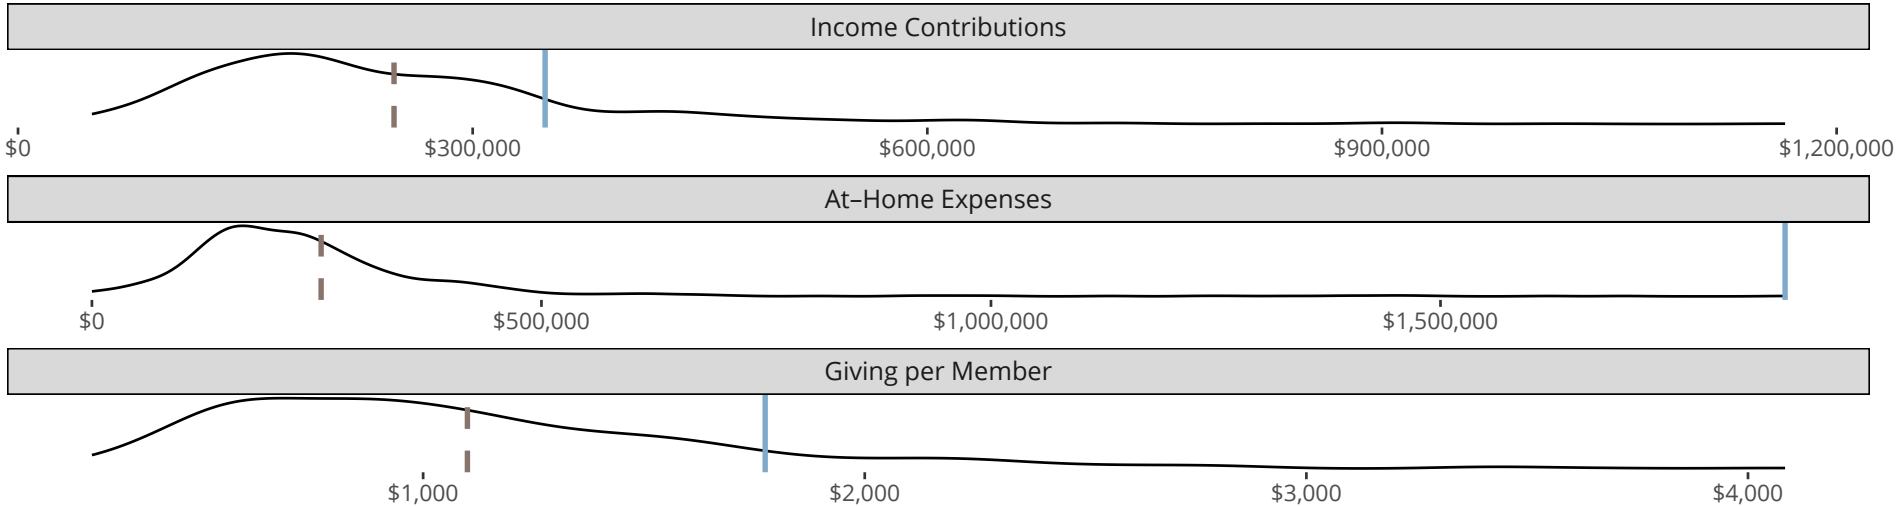 Income Contributions
$0 $300,000 $600,000 $900,000 $1,200,000
At–Home Expenses
$0 $500,000 $1,000,000 $1,500,000
Giving per Member
$1,000 $2,000 $3,000 $4,000